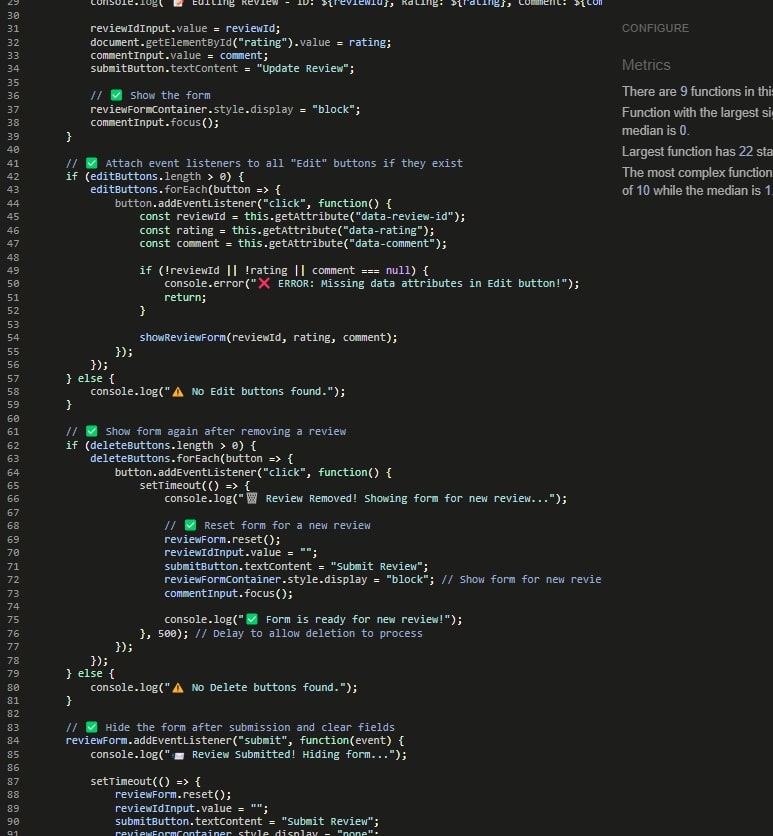 29 console.log("📝 Editing Review - ID: ${reviewId}, Rating: ${rating}, Comment: ${com
30
31 reviewIdInput.value = reviewId;
32 document.getElementById("rating").value = rating;
33 commentInput.value = comment;
34 submitButton.textContent = "Update Review";
35
36 // ✅ Show the form
37 reviewFormContainer.style.display = "block";
38 commentInput.focus();
39 }
40
41 // ✅ Attach event listeners to all "Edit" buttons if they exist
42 if (editButtons.length > 0) {
43 editButtons.forEach(button => {
44 button.addEventListener("click", function() {
45 const reviewId = this.getAttribute("data-review-id");
46 const rating = this.getAttribute("data-rating");
47 const comment = this.getAttribute("data-comment");
48
49 if (!reviewId || !rating || comment === null) {
50 console.error("❌ ERROR: Missing data attributes in Edit button!");
51 return;
52 }
53
54 showReviewForm(reviewId, rating, comment);
55 });
56 });
57 } else {
58 console.log("⚠️ No Edit buttons found.");
59 }
60
61 // ✅ Show form again after removing a review
62 if (deleteButtons.length > 0) {
63 deleteButtons.forEach(button => {
64 button.addEventListener("click", function() {
65 setTimeout(() => {
66 console.log("🗑️ Review Removed! Showing form for new review...");
67
68 // ✅ Reset form for a new review
69 reviewForm.reset();
70 reviewIdInput.value = "";
71 submitButton.textContent = "Submit Review";
72 reviewFormContainer.style.display = "block"; // Show form for new revie
73 commentInput.focus();
74
75 console.log("✅ Form is ready for new review!");
76 }, 500); // Delay to allow deletion to process
77 });
78 });
79 } else {
80 console.log("⚠️ No Delete buttons found.");
81 }
82
83 // ✅ Hide the form after submission and clear fields
84 reviewForm.addEventListener("submit", function(event) {
85 console.log("📨 Review Submitted! Hiding form...");
86
87 setTimeout(() => {
88 reviewForm.reset();
89 reviewIdInput.value = "";
90 submitButton.textContent = "Submit Review";
91 reviewFormContainer.style.display = "none";
CONFIGURE
Metrics
There are 9 functions in this
Function with the largest si
median is 0.
Largest function has 22 sta
The most complex function
of 10 while the median is 1.